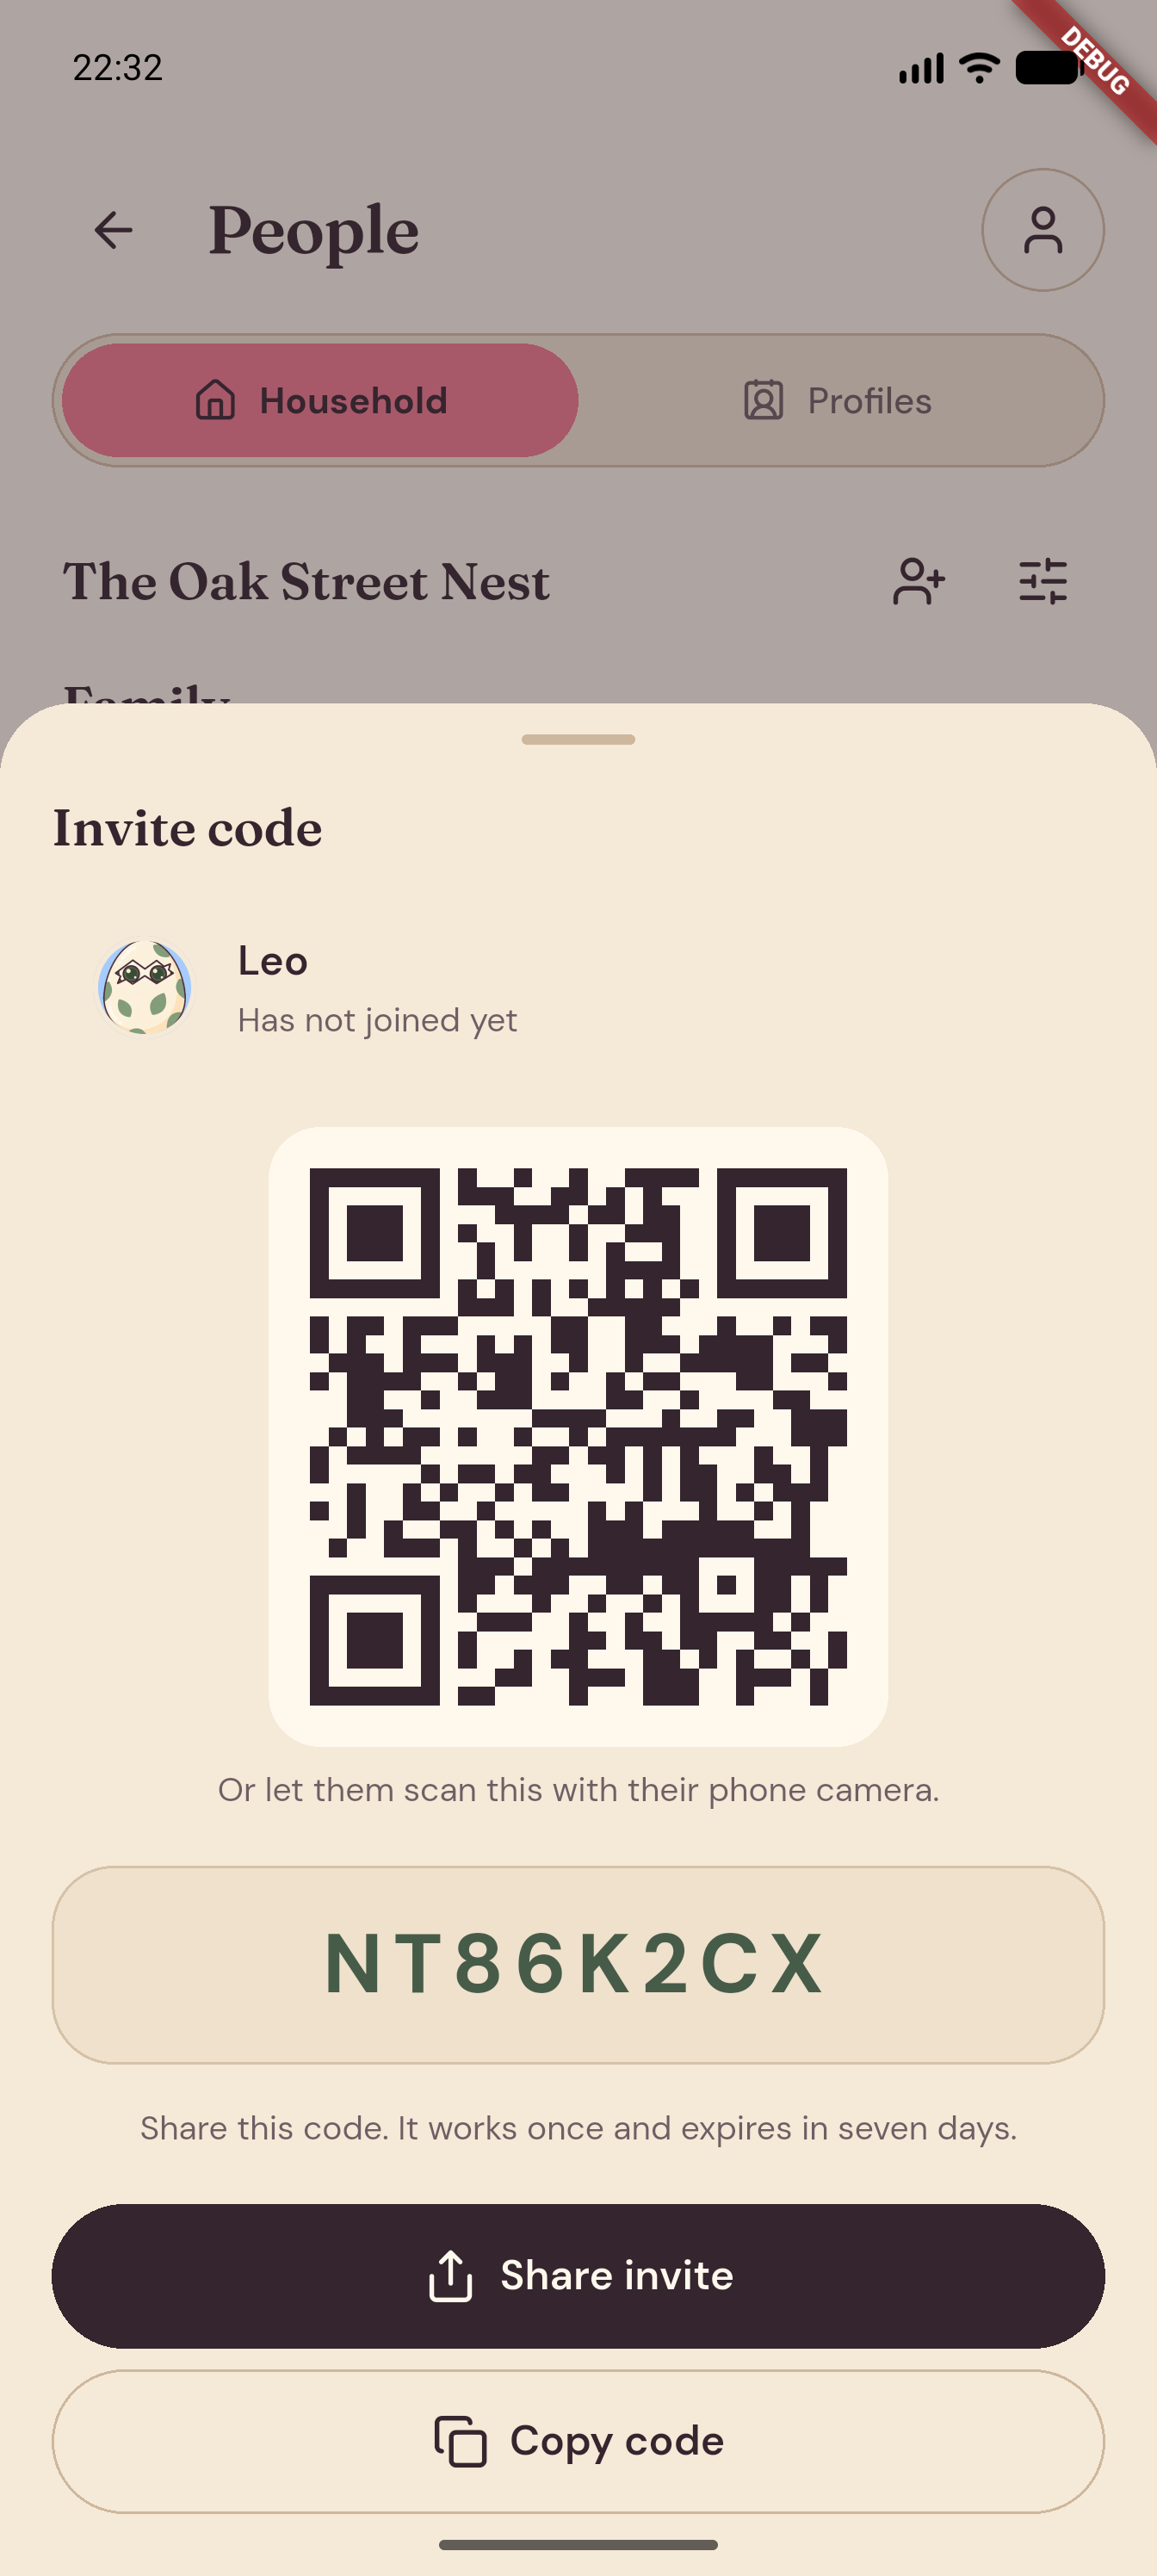 22:32
DEBUG
People
Household
Profiles
The Oak Street Nest
Family
Invite code
Leo
Has not joined yet
Or let them scan this with their phone camera.
NT86K2CX
Share this code. It works once and expires in seven days.
Share invite
Copy code